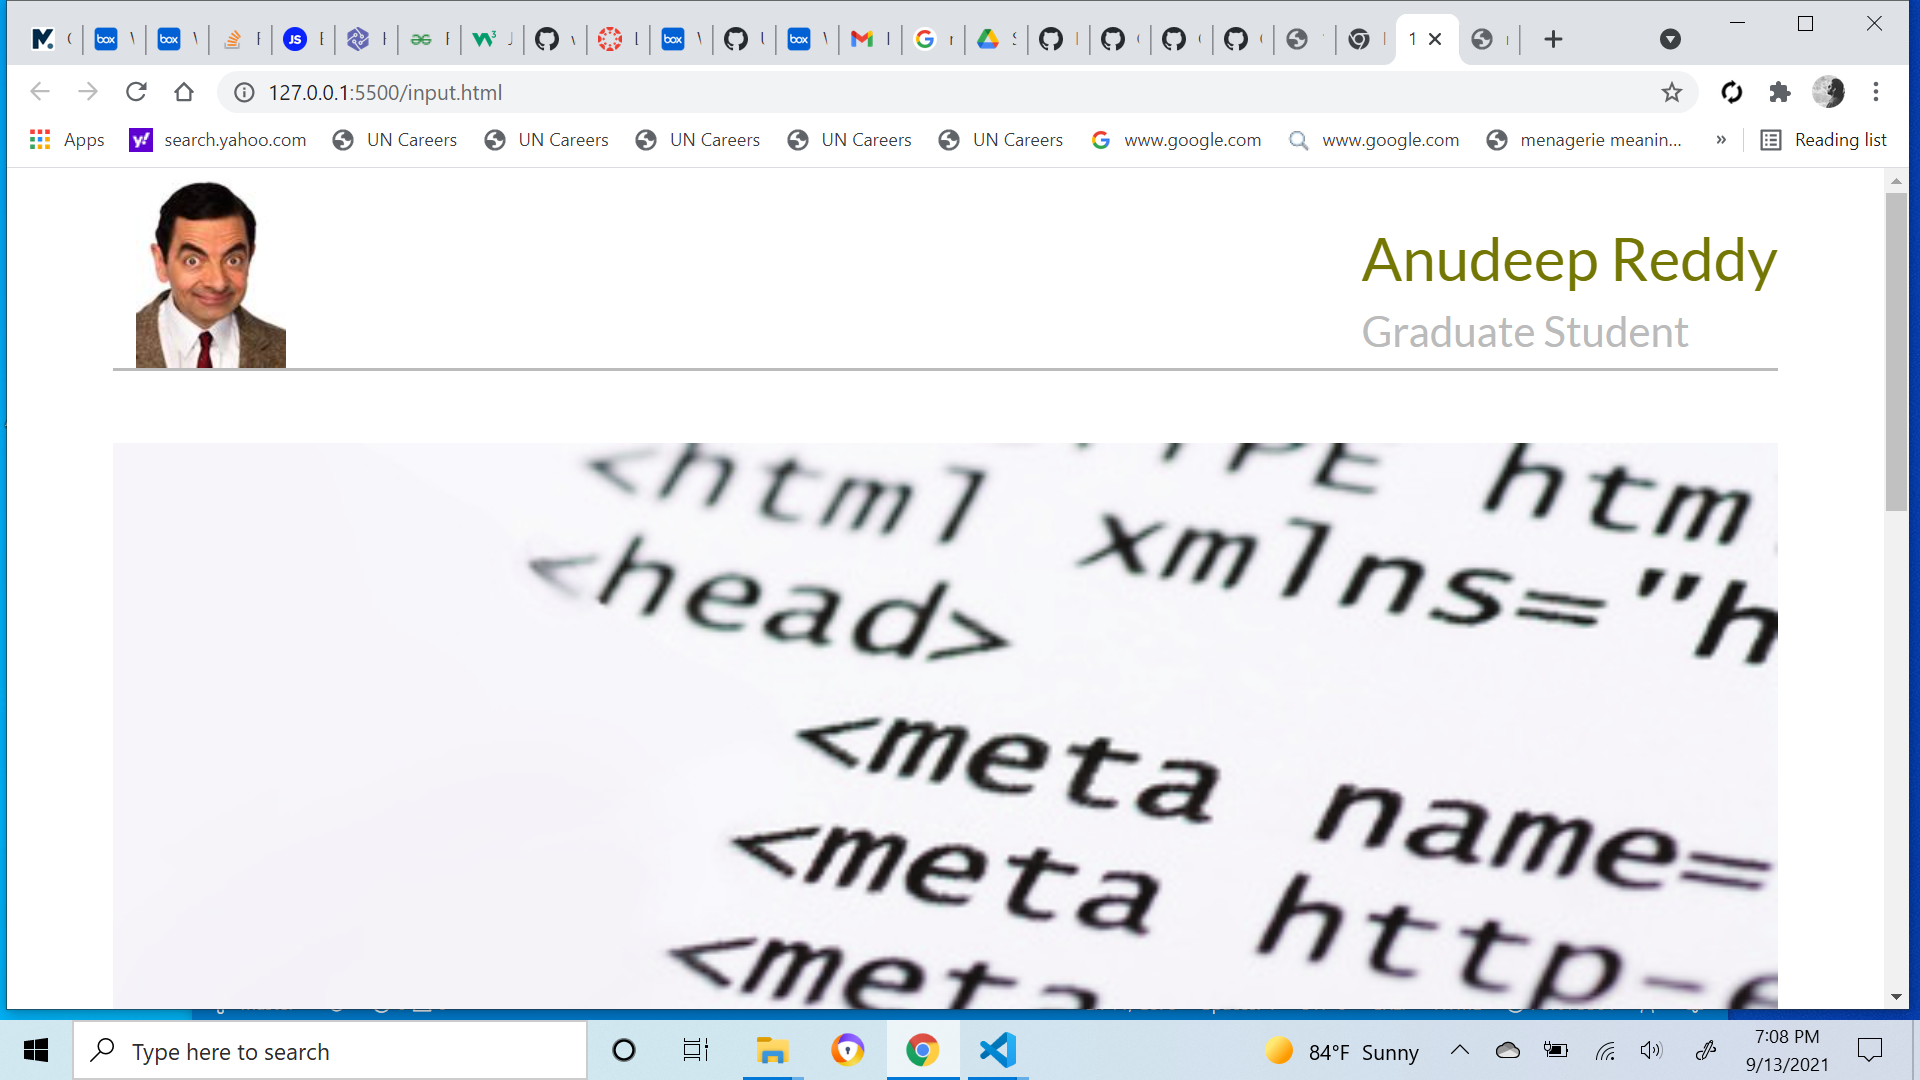 127.0.0.1:5500/input.html
Apps search.yahoo.com UN Careers UN Careers UN Careers UN Careers UN Careers www.google.com www.google.com menagerie meanin... » Reading list
Anudeep Reddy
Graduate Student
<html xmlns="h
<head>
<meta name=
<meta http-e
<meta
Type here to search
84°F Sunny
7:08 PM
9/13/2021